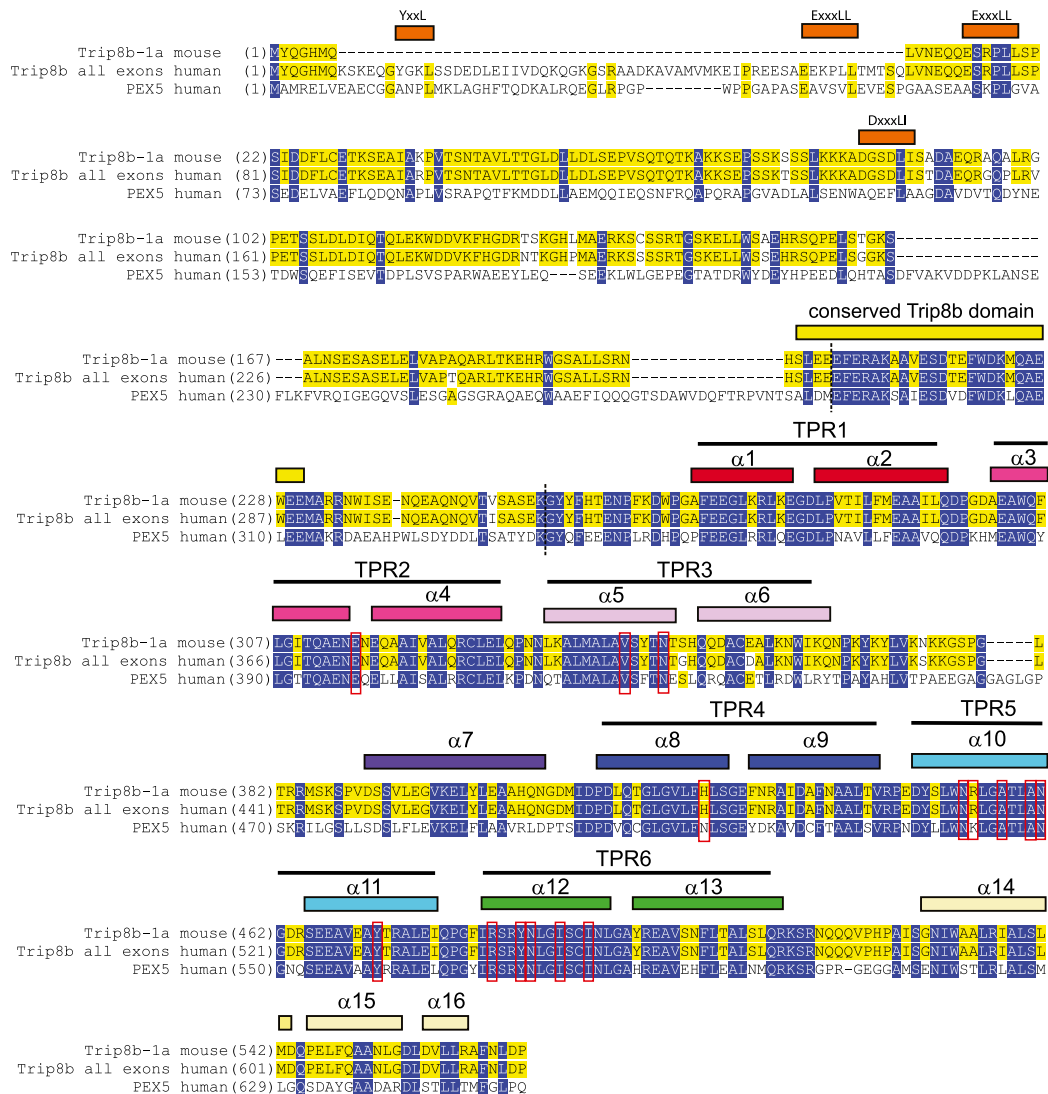 YxxL ExxxLL ExxxLL
Trip8b-1a mouse (1) MYQGHMQ-----------------------------------------------------------LVNEQQESRPLLSP
Trip8b all exons human (1) MYQGHMQKSKEQGYGKLSSDEDLEIIVDQKQGKGSRAADKAVAMVMKEIPREESAEEKPLLTMTSQLVNEQQESRPLLSP
PEX5 human (1) MAMRELVEAECGGANPLMKLAGHFTQDKALRQEGLRPGP--------WPPGAPASEAVSVLEVESPGAASEAASKPLGVA
DxxxLI
Trip8b-1a mouse (22) SIDDFLCETKSEAIAKPVTSNTAVLTTGLDLLDLSEPVSQTQTKAKKSEPSSKSSSLKKKADGSDLISADAEQRAQALRG
Trip8b all exons human (81) SIDDFLCETKSEAIARPVTSNTAVLTTGLDLLDLSEPVSQTQTKAKKSEPSSKTSSLKKKADGSDLISTDAEQRGQPLRV
PEX5 human (73) SEDELVAEFLQDQNAPLVSRAPQTFKMDDLLAEMQQIEQSNFRQAPQRAPGVADLALSENWAQEFLAAGDAVDVTQDYNE
Trip8b-1a mouse(102) PETSSLDLDIQTQLEKWDDVKFHGDRTSKGHLMAERKSCSSRTGSKELLWSAEHRSQPELSTGKS---------------
Trip8b all exons human(161) PETSSLDLDIQTQLEKWDDVKFHGDRNTKGHPMAERKSSSSRTGSKELLWSSEHRSQPELSGGKS---------------
PEX5 human(153) TDWSQEFISEVTDPLSVSPARWAEEYLEQ---SEEKLWLGEPEGTATDRWYDEYHPEEDLQHTASDFVAKVDDPKLANSE
conserved Trip8b domain
Trip8b-1a mouse(167) ---ALNSESASELELVAPAQARLTKEHRWGSALLSRN----------------HSLEEEFERAKAAVESDTEFWDKMQAE
Trip8b all exons human(226) ---ALNSESASELELVAPTQARLTKEHRWGSALLSRN----------------HSLEEEFERAKAAVESDTEFWDKMQAE
PEX5 human(230) FLKFVRQIGEGQVSLESGAGSGRAQAEQWAAEFIQQQGTSDAWVDQFTRPVNTSALDMEFERAKSAIESDVDFWDKLQAE
TPR1
α1 α2 α3
Trip8b-1a mouse(228) WEEMARRNWISE-NQEAQNQVTVSASEKGYYFHTENPFKDWPGAFEEGLKRLKEGDLPVTILFMEAAILQDPGDAEAWQF
Trip8b all exons human(287) WEEMARRNWISE-NQEAQNQVTISASEKGYYFHTENPFKDWPGAFEEGLKRLKEGDLPVTILFMEAAILQDPGDAEAWQF
PEX5 human(310) LEEMAKRDAEAHPWLSDYDDLTSATYDKGYQFEEENPLRDHPQPFEEGLRRLQEGDLPNAVLLFEAAVQQDPKHMEAWQY
TPR2 TPR3
α4 α5 α6
Trip8b-1a mouse(307) LGITQAENENEQAAIVALQRCLELQPNNLKALMALAVSYTNTSHQQDACEALKNWIKQNPKYKYLVKNKKGSPG-----L
Trip8b all exons human(366) LGITQAENENEQAAIVALQRCLELQPNNLKALMALAVSYTNTGHQQDACDALKNWIKQNPKYKYLVKSKKGSPG-----L
PEX5 human(390) LGTTQAENEQELLAISALRRCLELKPDNQTALMALAVSFTNESLQRQACETLRDWLRYTPAYAHLVTPAEEGAGGAGLGP
TPR4 TPR5
α7 α8 α9 α10
Trip8b-1a mouse(382) TRRMSKSPVDSSVLEGVKELYLEAAHQNGDMIDPDLQTGLGVLFHLSGEFNRAIDAFNAALTVRPEDYSLWNRLGATLAN
Trip8b all exons human(441) TRRMSKSPVDSSVLEGVKELYLEAAHQNGDMIDPDLQTGLGVLFHLSGEFNRAIDAFNAALTVRPEDYSLWNRLGATLAN
PEX5 human(470) SKRILGSLLSDSLFLEVKELFLAAVRLDPTSIDPDVQCGLGVLFNLSGEYDKAVDCFTAALSVRPNDYLLWNKLGATLAN
TPR6
α11 α12 α13 α14
Trip8b-1a mouse(462) GDRSEEAVEAYTRALEIQPGFIRSRYNLGISCINLGAYREAVSNFLTALSLQRKSRNQQQVPHPAISGNIWAALRIALSL
Trip8b all exons human(521) GDRSEEAVEAYTRALEIQPGFIRSRYNLGISCINLGAYREAVSNFLTALSLQRKSRNQQQVPHPAISGNIWAALRIALSL
PEX5 human(550) GNQSEEAVAAYRRALELQPGYIRSRYNLGISCINLGAHREAVEHFLEALNMQRKSRGPR-GEGGAMSENIWSTLRLALSM
α15 α16
Trip8b-1a mouse(542) MDQPELFQAANLGDLDVLLRAFNLDP
Trip8b all exons human(601) MDQPELFQAANLGDLDVLLRAFNLDP
PEX5 human(629) LGQSDAYGAADARDLSTLLTMFGLPQ